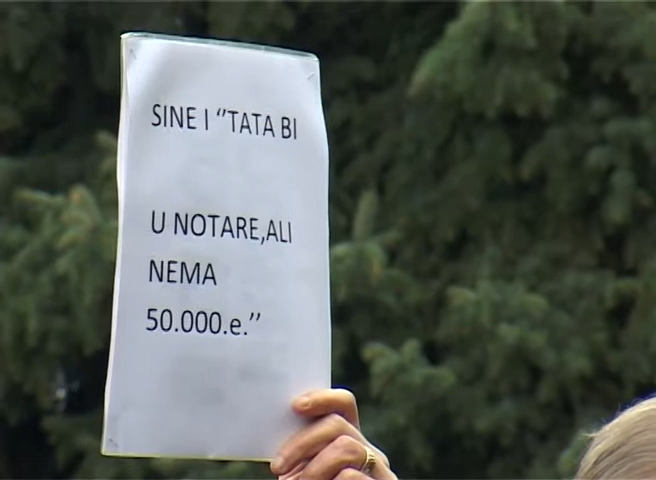 SINE I ‘’TATA BI
U NOTARE,ALI
NEMA
50.000.e.’’